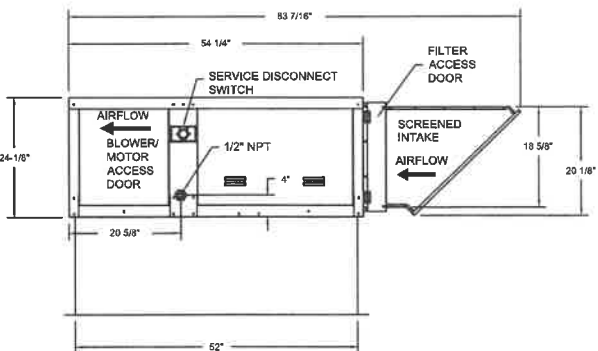 83 7/16"
54 1/4"
FILTER
ACCESS
DOOR
SERVICE DISCONNECT
SWITCH
AIRFLOW
BLOWER/
MOTOR
ACCESS
DOOR
1/2" NPT
SCREENED
INTAKE
AIRFLOW
24-1/8"
4"
18 5/8"
20 1/8"
20 5/8"
52"